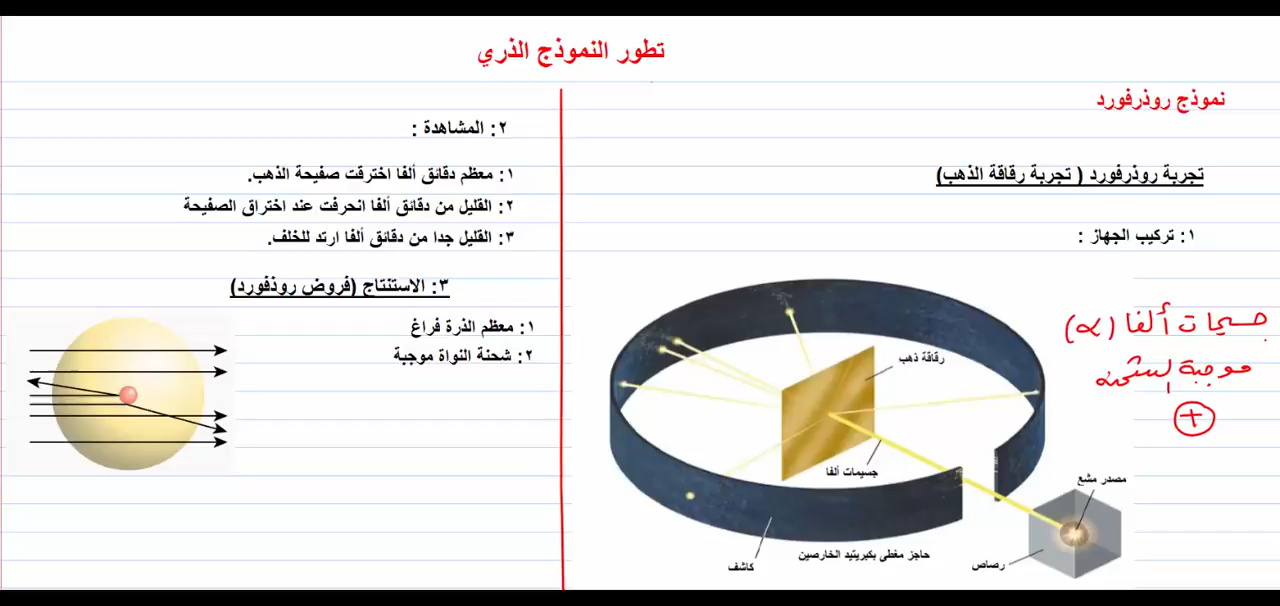 تطور النموذج الذري
نموذج روذرفورد
تجربة روذرفورد ( تجربة رقاقة الذهب)
١: تركيب الجهاز :
جسيمات ألفا (α)
موجبة الشحنه
+
رقاقة ذهب
جسيمات ألفا
مصدر مشع
رصاص
حاجز مغطى بكبريتيد الخارصين
كاشف
٢: المشاهدة :
١: معظم دقائق ألفا اخترقت صفيحة الذهب.
٢: القليل من دقائق ألفا انحرفت عند اختراق الصفيحة
٣: القليل جدا من دقائق ألفا ارتد للخلف.
٣: الاستنتاج (فروض روذفورد)
١: معظم الذرة فراغ
٢: شحنة النواة موجبة